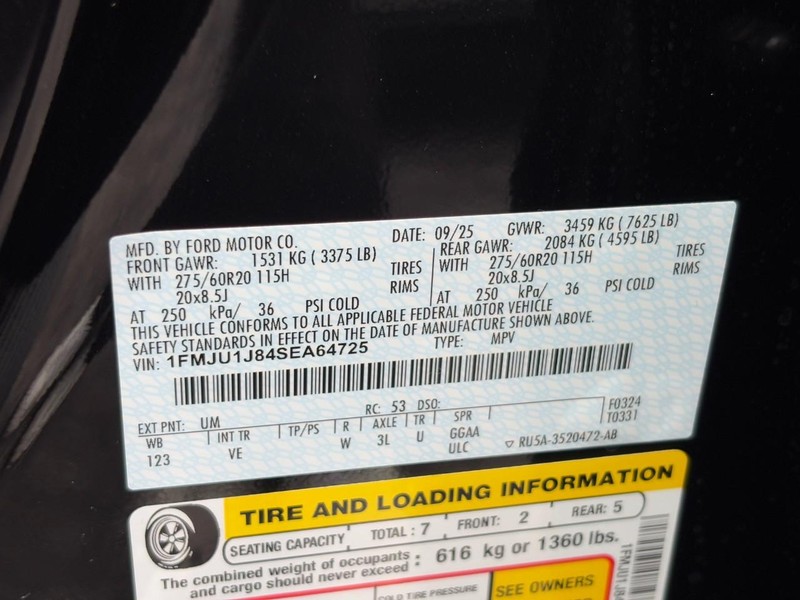 MFD. BY FORD MOTOR CO. DATE: 09/25 GVWR: 3459 KG ( 7625 LB)
FRONT GAWR: 1531 KG ( 3375 LB) REAR GAWR: 2084 KG ( 4595 LB)
WITH 275/60R20 115H TIRES WITH 275/60R20 115H TIRES
20x8.5J RIMS 20x8.5J RIMS
AT 250 kPa/ 36 PSI COLD AT 250 kPa/ 36 PSI COLD
THIS VEHICLE CONFORMS TO ALL APPLICABLE FEDERAL MOTOR VEHICLE
SAFETY STANDARDS IN EFFECT ON THE DATE OF MANUFACTURE SHOWN ABOVE.
VIN: 1FMJU1J84SEA64725 TYPE: MPV
EXT PNT: UM RC: 53 DSO: F0324
WB INT TR TP/PS R AXLE TR SPR T0331
123 VE W 3L U GGAA
ULC ▽ RU5A-3520472-AB
TIRE AND LOADING INFORMATION
SEATING CAPACITY TOTAL : 7 FRONT: 2 REAR: 5
The combined weight of occupants
and cargo should never exceed : 616 kg or 1360 lbs.
COLD TIRE PRESSURE SEE OWNERS